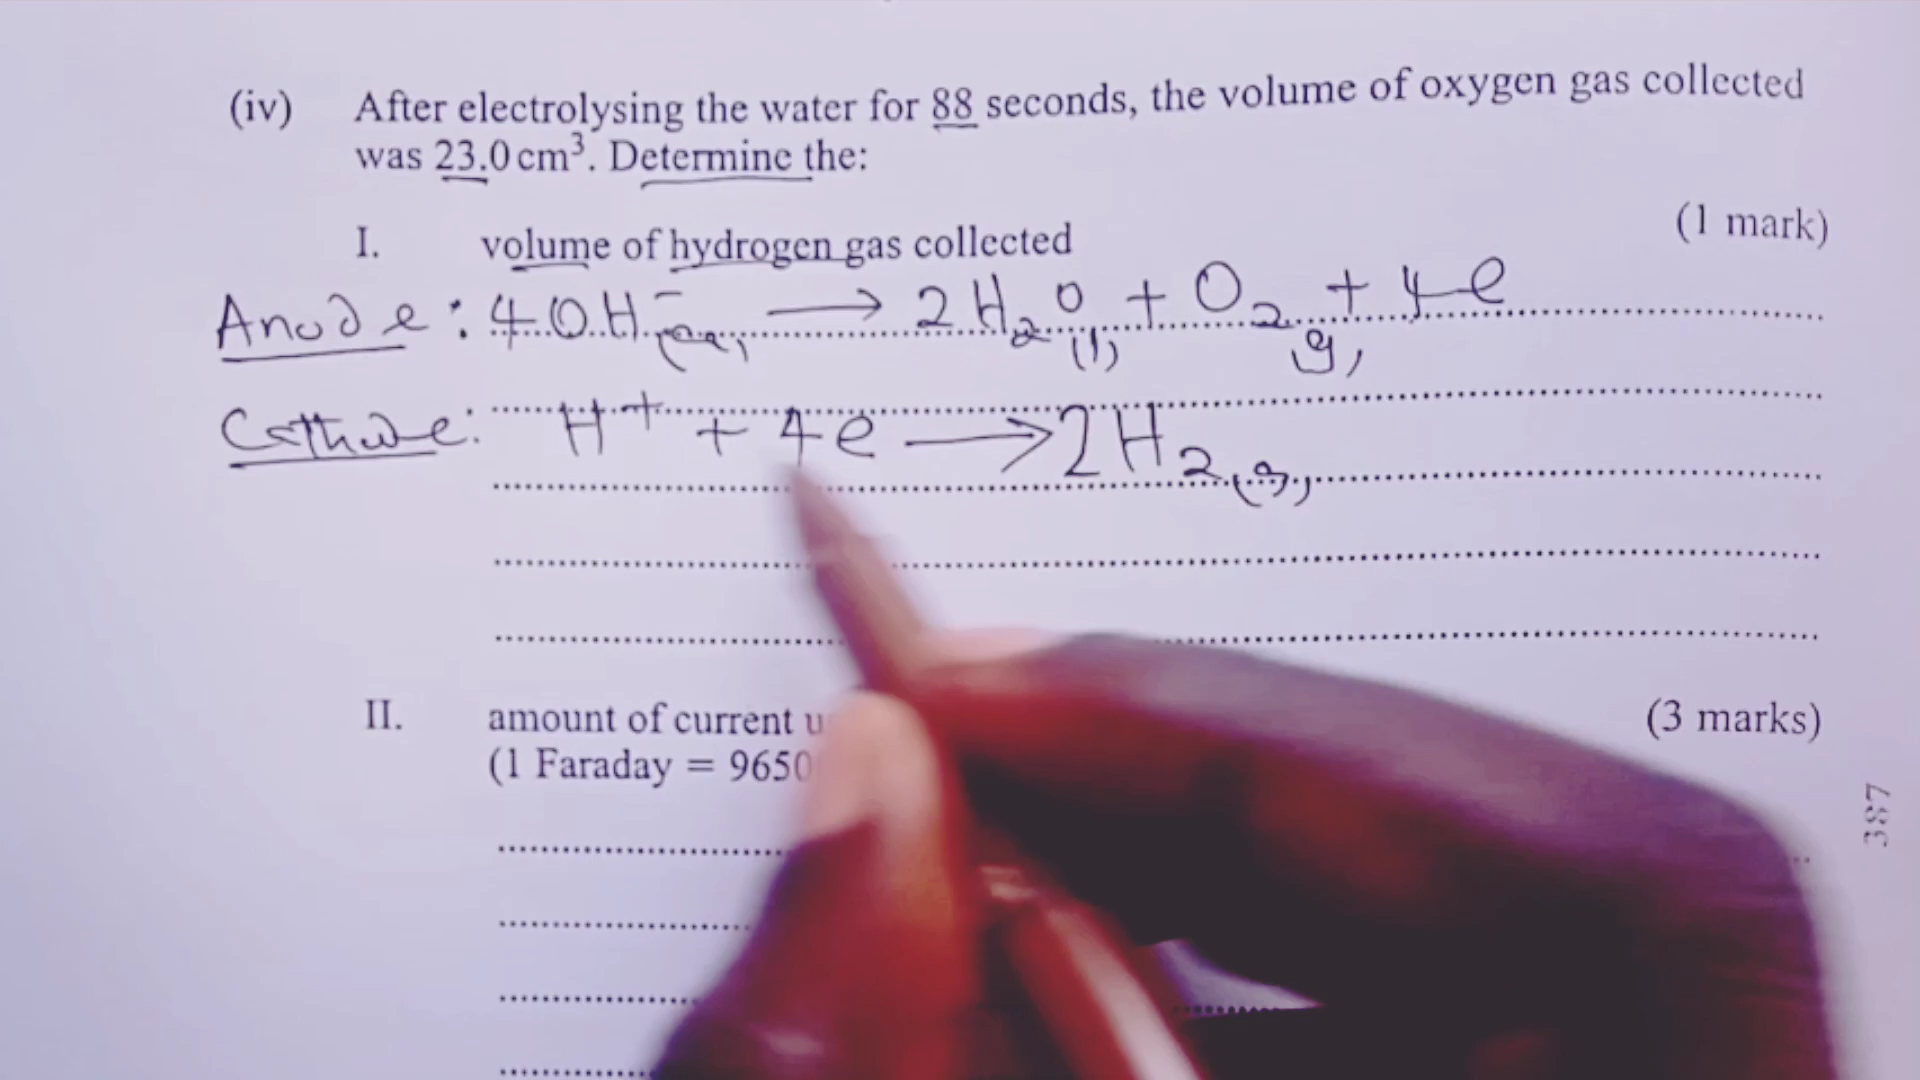 (iv) After electrolysing the water for 88 seconds, the volume of oxygen gas collected
was 23.0 cm³. Determine the:
(1 mark)
I. volume of hydrogen gas collected
Anode: 4OH⁻(aq) → 2H₂O(l) + O₂(g) + 4e
Cathode: H⁺ + 4e → 2H₂(g)
II. amount of current (3 marks)
(1 Faraday = 9650
387